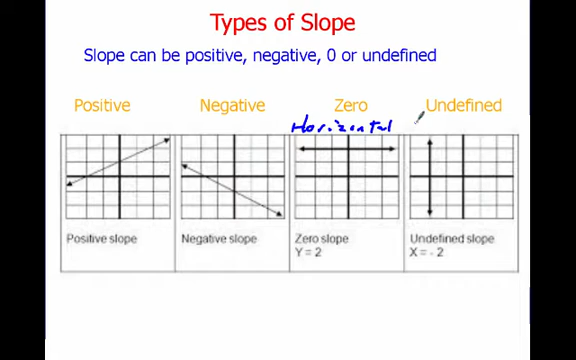 Types of Slope
Slope can be positive, negative, 0 or undefined
Positive Negative Zero Undefined
Horizontal
Positive slope
Negative slope
Zero slope
Y = 2
Undefined slope
X = - 2